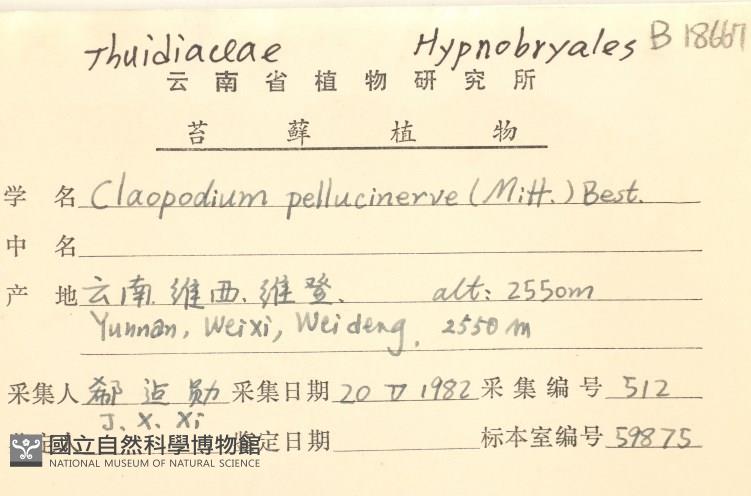 Thuidiaceae Hypnobryales B 18667
云南省植物研究所
苔藓植物
学名 Claopodium pellucinerve (Mitt.) Best.
中名
产地 云南.维西.维登. alt: 2550m
Yunnan, Weixi, Weideng, 2550 m
采集人 郗 勋 采集日期 20 1982 采集编号 512
J. X. Xi
定日期 标本室编号 59875
國立自然科學博物館
NATIONAL MUSEUM OF NATURAL SCIENCE